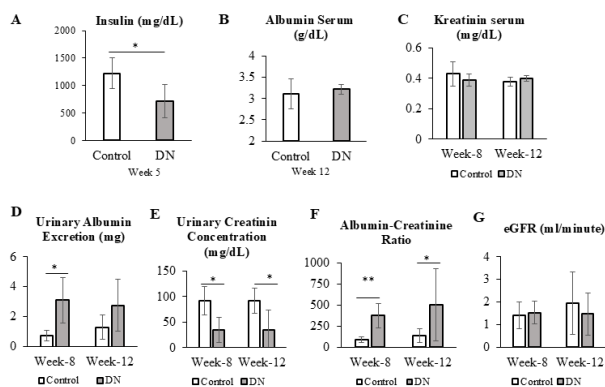 A
Insulin (mg/dL)
1500
1200
1000
500
0
*
Control DN
Week 5
B
Albumin Serum
(g/dL)
4
3.5
3
2.5
2
Control DN
Week 12
C
Kreatinin serum
(mg/dL)
0.6
0.4
0.2
0
Week-8 Week-12
Control DN
D
Urinary Albumin
Excretion (mg)
6
4
2
0
*
Week-8 Week-12
Control DN
E
Urinary Creatinin
Concentration
(mg/dL)
150
100
50
0
* *
Week-8 Week-12
Control DN
F
Albumin-Creatinine
Ratio
1000
750
500
250
0
** *
Week-8 Week-12
Control DN
G
eGFR (ml/minute)
4
3
2
1
0
Week-8 Week-12
Control DN